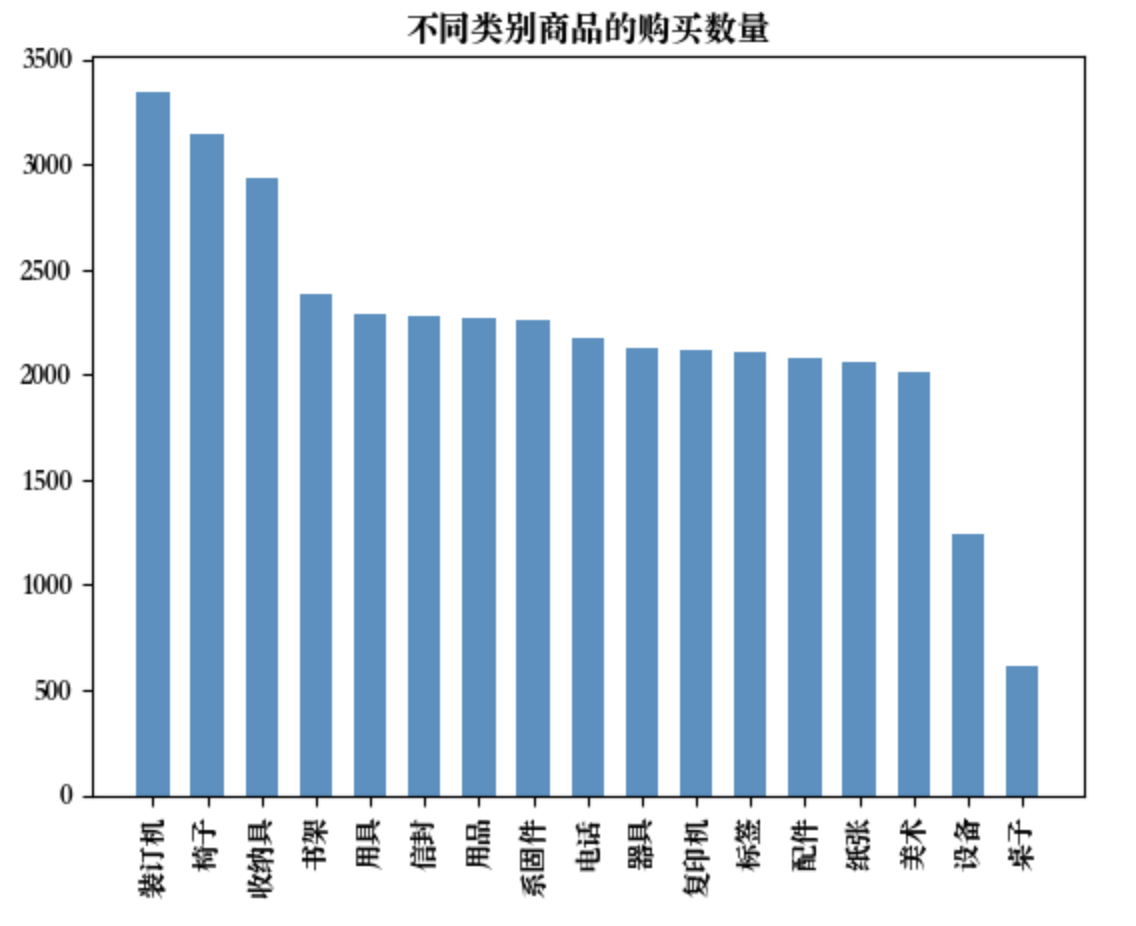 不同类别商品的购买数量
3500
3000
2500
2000
1500
1000
500
0
装订机
椅子
收纳具
书架
用具
信封
用品
系固件
电话
器具
复印机
标签
配件
纸张
美术
设备
桌子